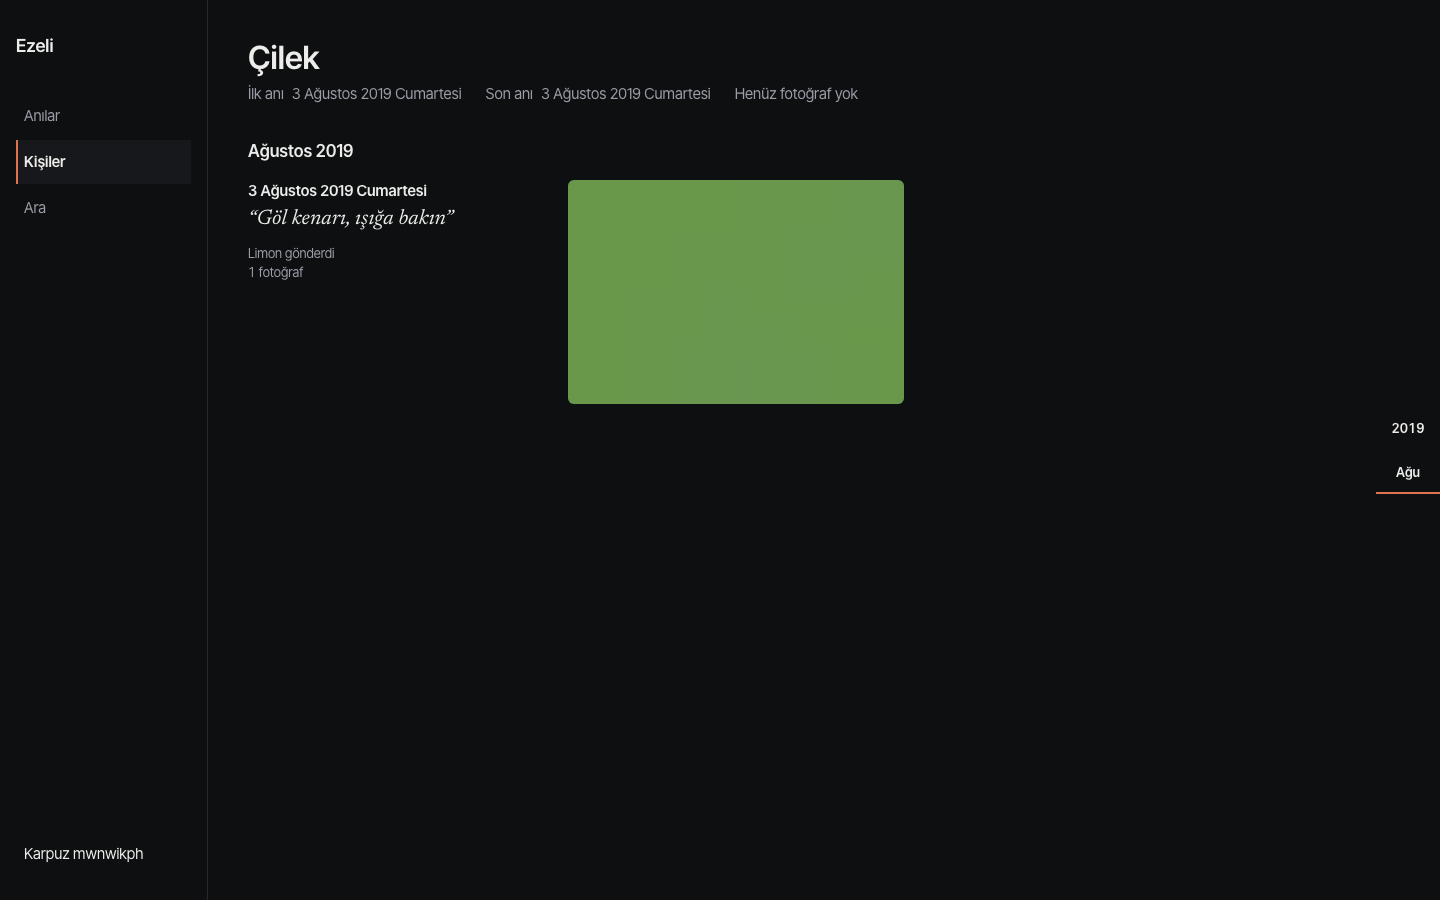 Ezeli
Anılar
Kişiler
Ara
Karpuz mwnwikph
Çilek
İlk anı 3 Ağustos 2019 Cumartesi Son anı 3 Ağustos 2019 Cumartesi Henüz fotoğraf yok
Ağustos 2019
3 Ağustos 2019 Cumartesi
“Göl kenarı, ışığa bakın”
Limon gönderdi
1 fotoğraf
2019
Ağu